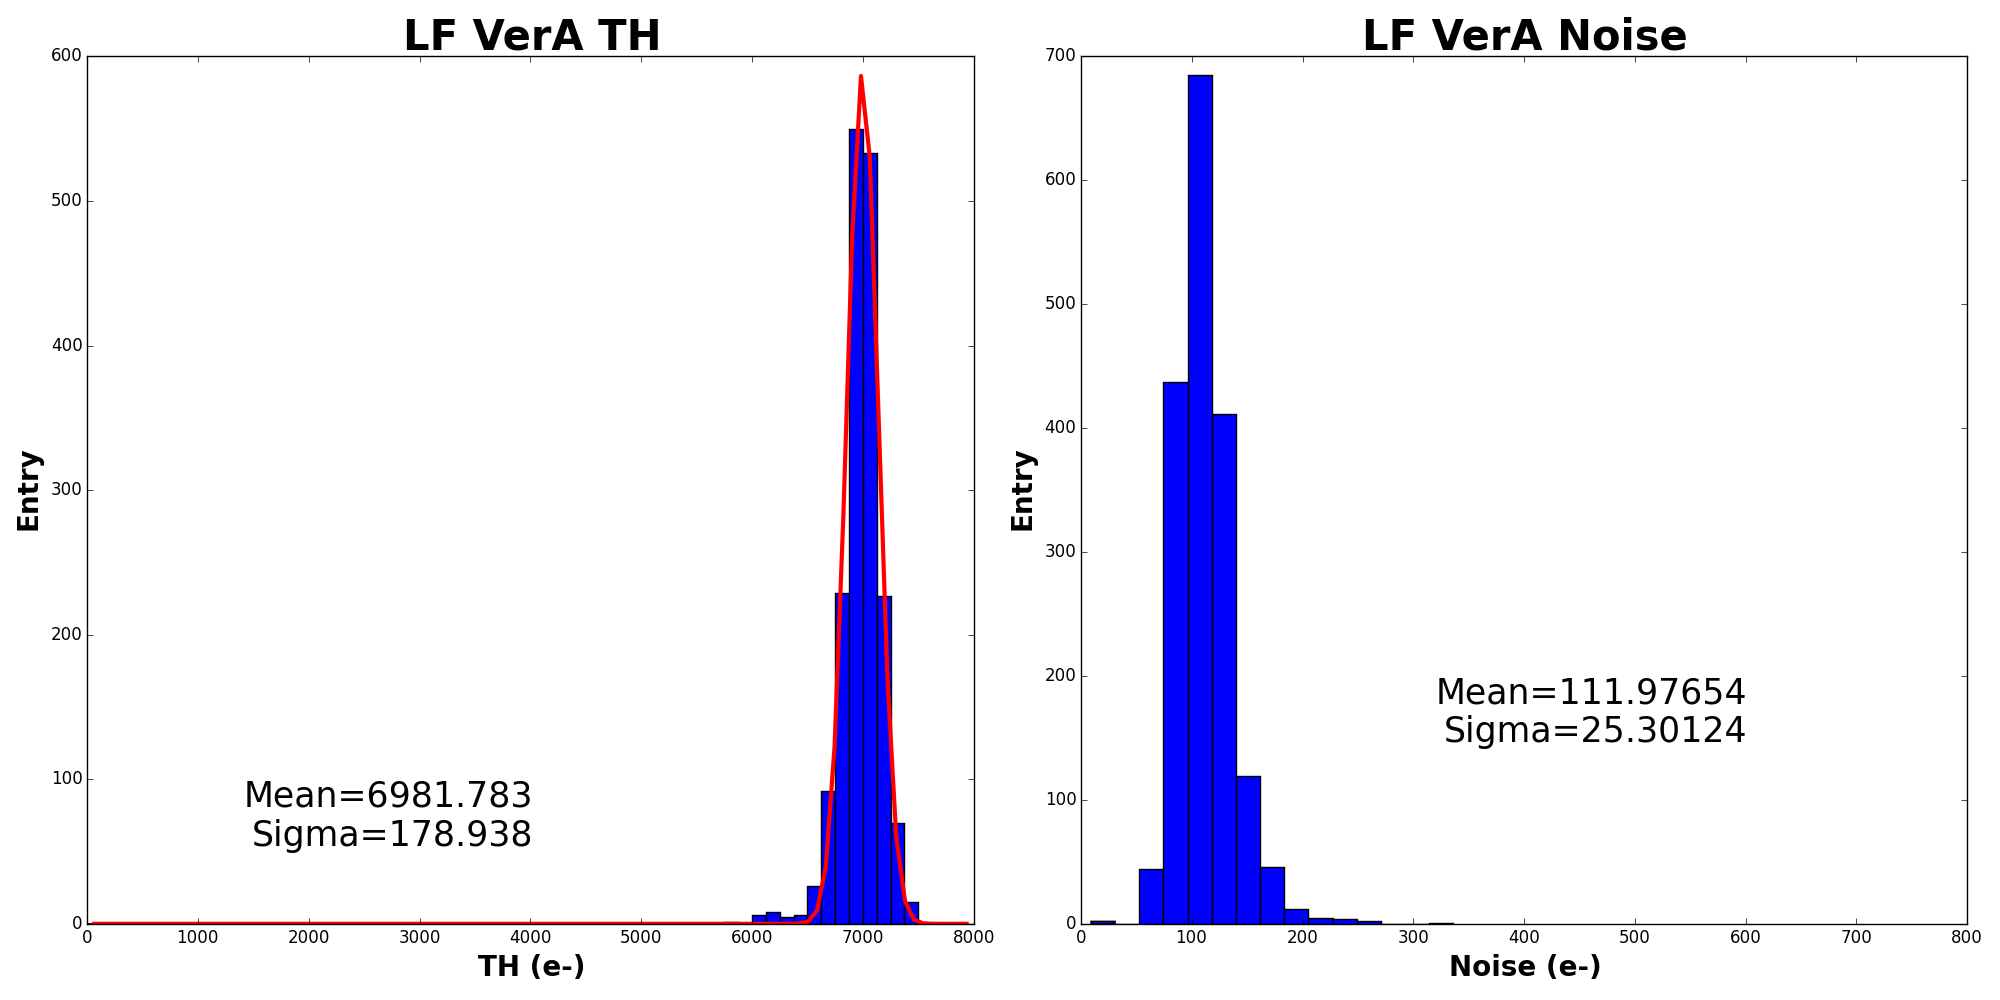 LF VerA TH
600
500
400
300
200
100
0
Entry
Mean=6981.783
Sigma=178.938
0 1000 2000 3000 4000 5000 6000 7000 8000
TH (e-)
LF VerA Noise
700
600
500
400
300
200
100
0
Entry
Mean=111.97654
Sigma=25.30124
0 100 200 300 400 500 600 700 800
Noise (e-)